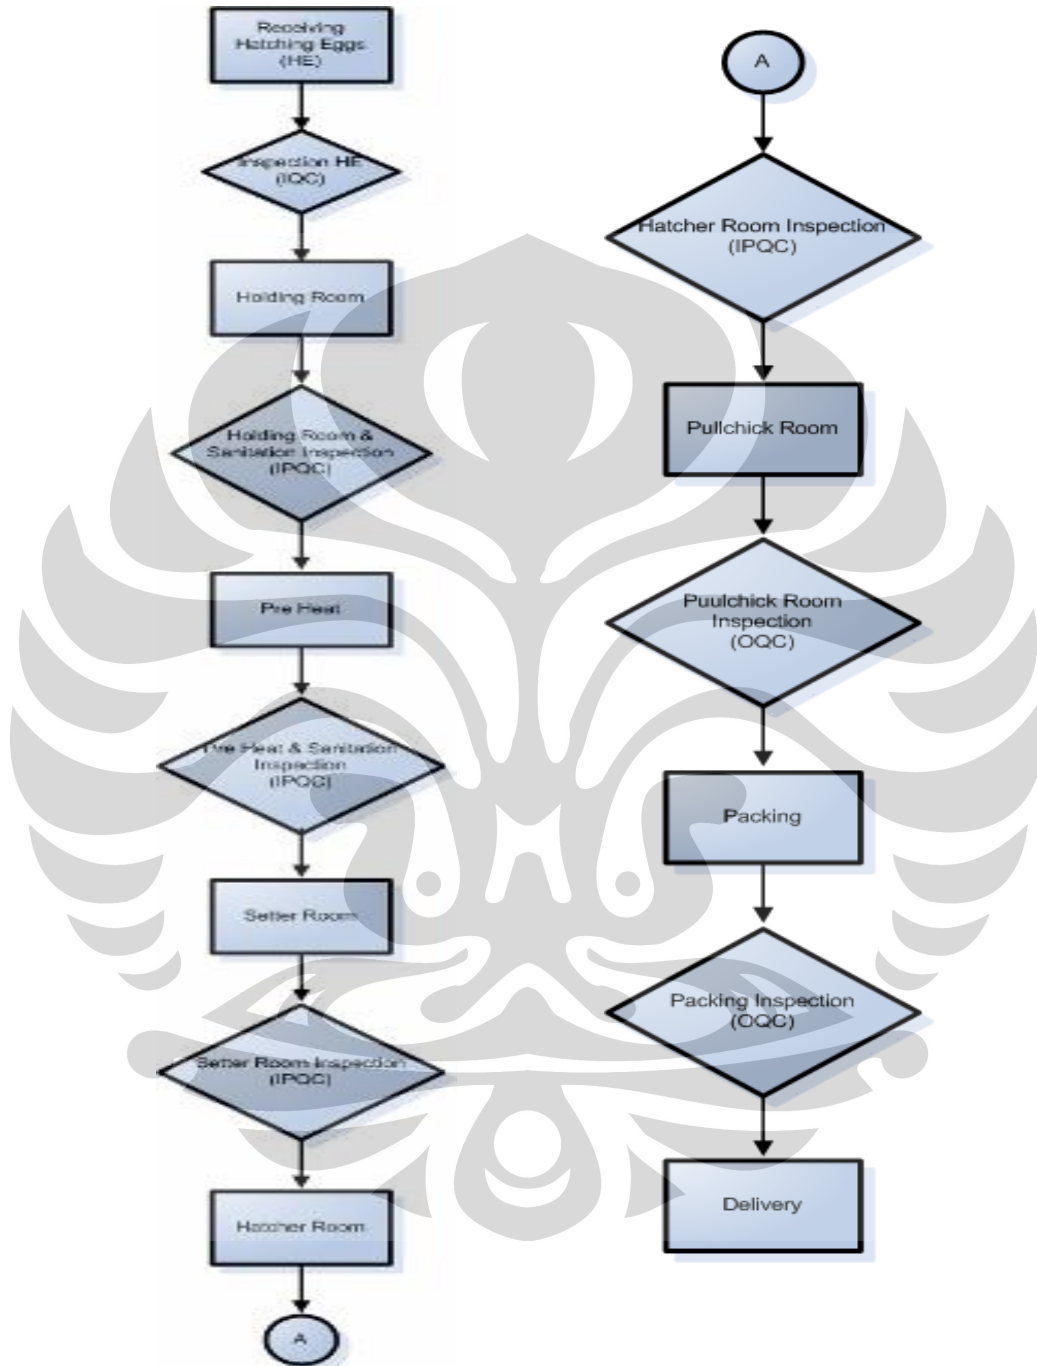 Receiving
Hatching Eggs
(HE)
Inspection HE
(IQC)
Holding Room
Holding Room &
Sanitation Inspection
(IPQC)
Pre Heat
Pre Heat & Sanitation
Inspection
(IPQC)
Setter Room
Setter Room Inspection
(IPQC)
Hatcher Room
A
A
Hatcher Room Inspection
(IPQC)
Pullchick Room
Puulchick Room
Inspection
(OQC)
Packing
Packing Inspection
(OQC)
Delivery